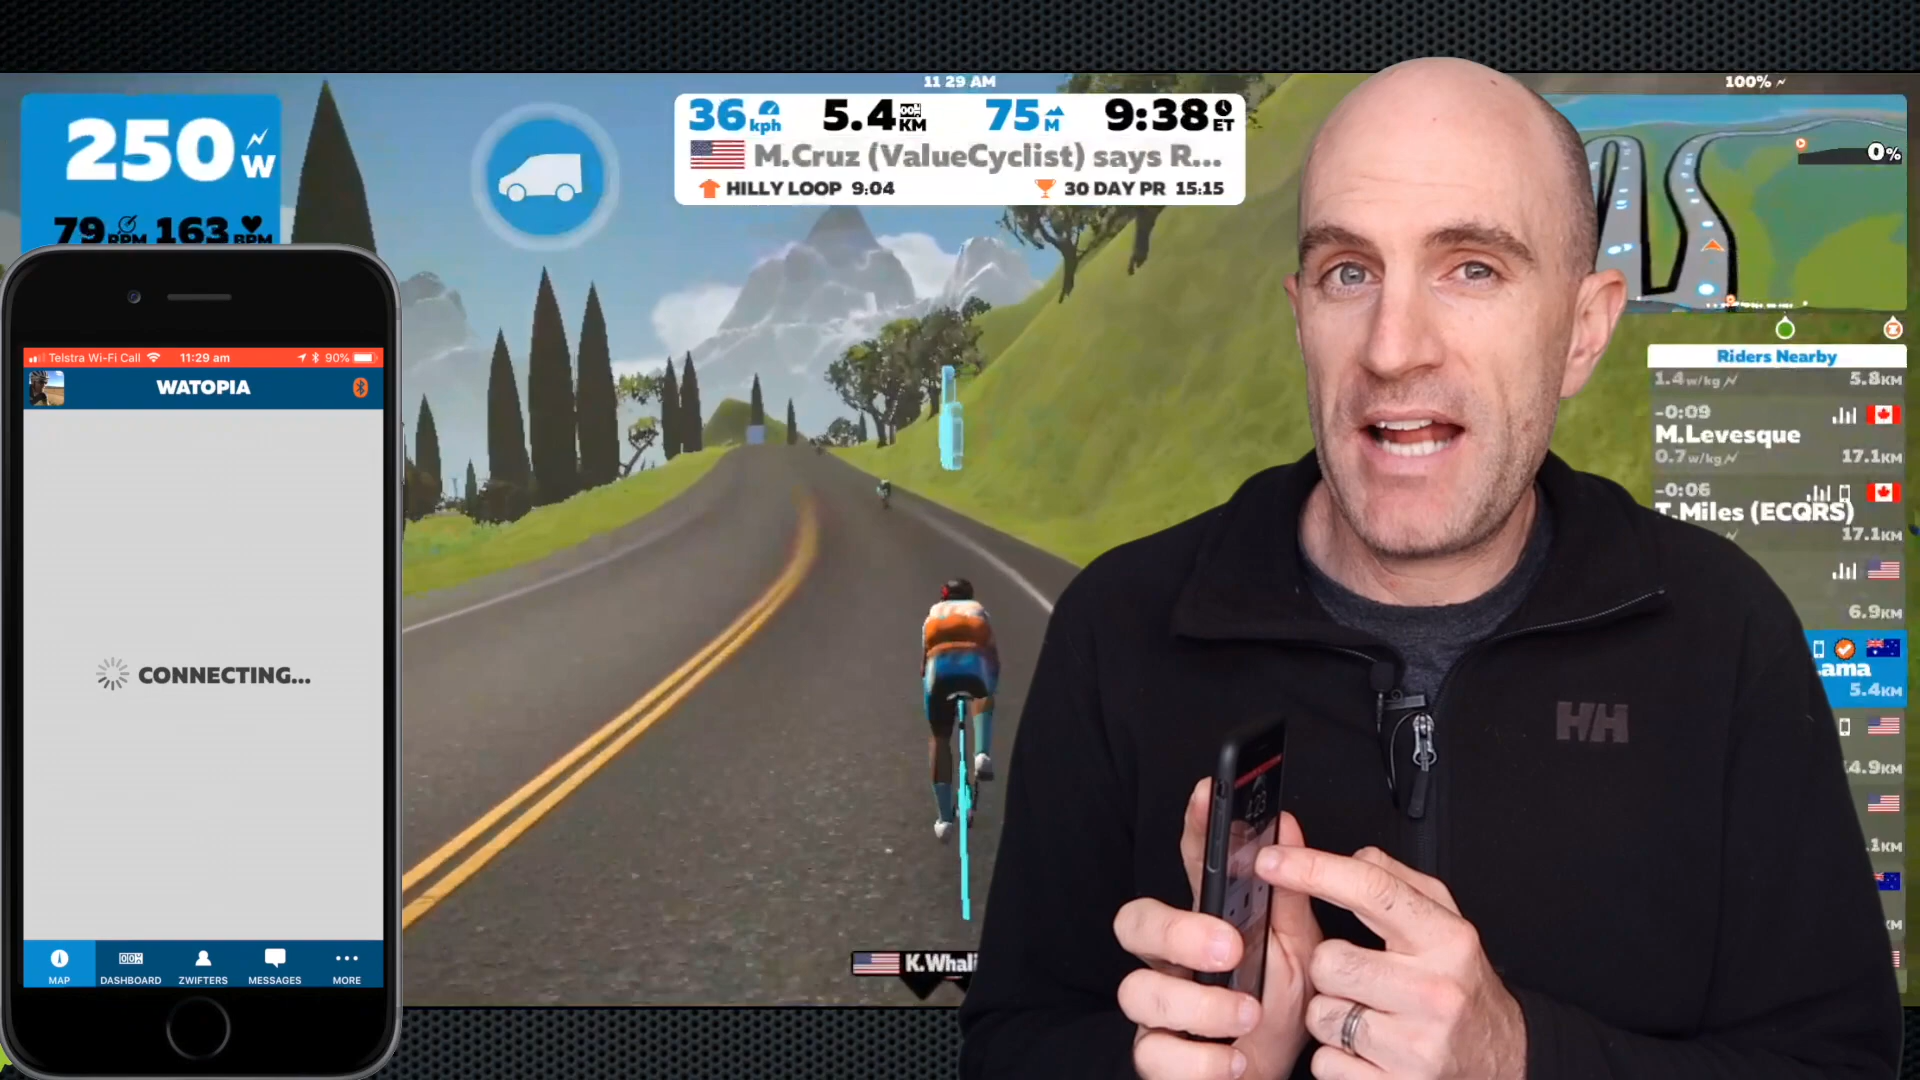 11 29 AM
100%
250 W
79 RPM 163 BPM
36 kph 5.4 KM 75 M 9:38 ET
M.Cruz (ValueCyclist) says R...
HILLY LOOP 9:04 30 DAY PR 15:15
0%
Telstra Wi-Fi Call 11:29 am 90%
WATOPIA
CONNECTING...
MAP DASHBOARD ZWIFTERS MESSAGES MORE
Riders Nearby
1.4 w/kg 5.8KM
-0:09
M.Levesque
0.7 w/kg 17.1KM
-0:06
T.Miles (ECQRS)
17.1KM
6.9KM
Lama
5.4KM
4.9KM
.1KM
KM
K.Whali
HH